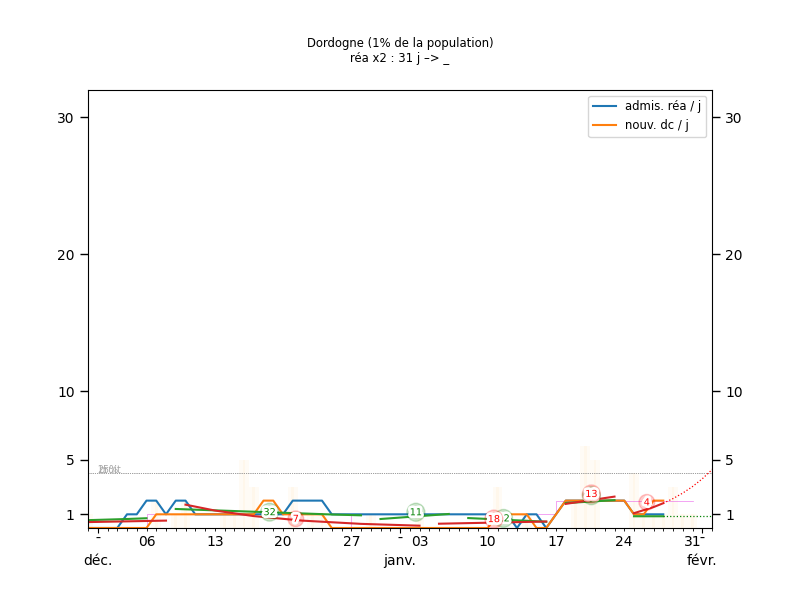 Dordogne (1% de la population)
réa x2 : 31 j –> _
admis. réa / j
nouv. dc / j
30
30
20
20
10
10
5
5
1
1
32
7
11
18
13
4
- 06 13 20 27 - 03 10 17 24 31 -
déc. janv. févr.